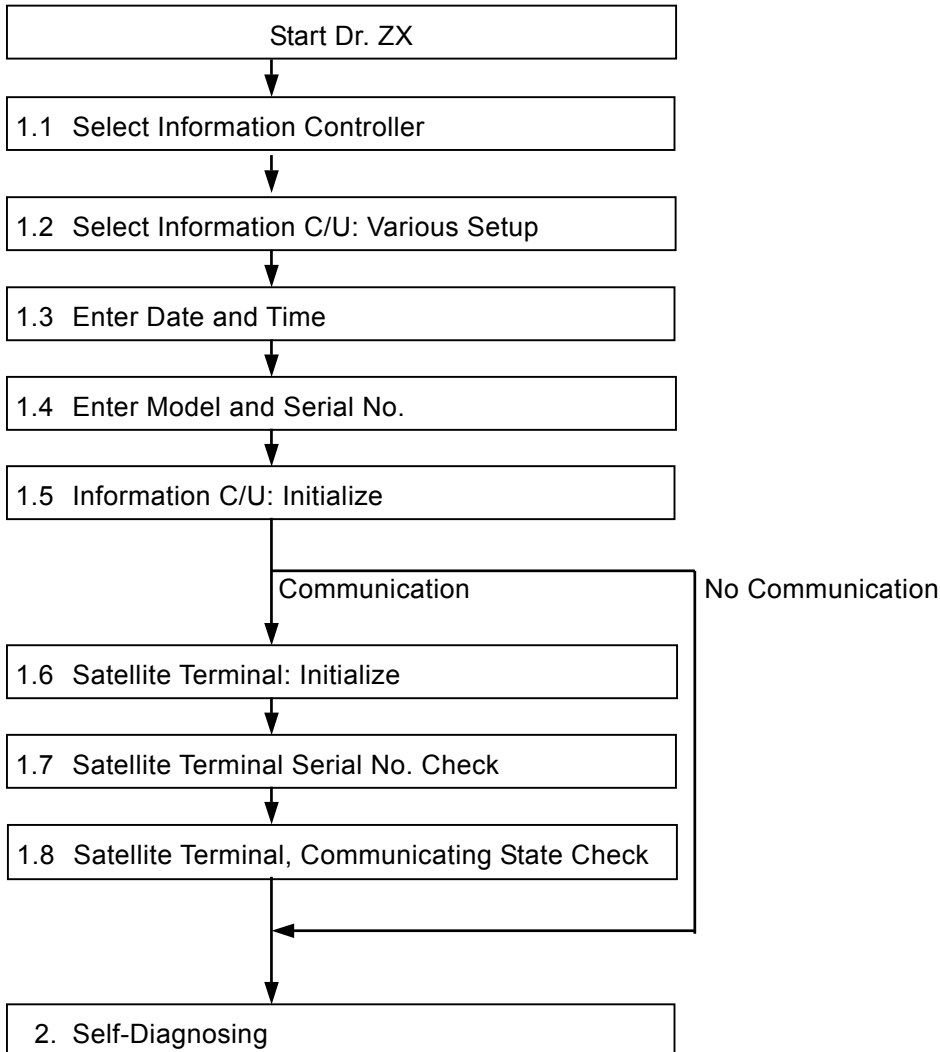 Start Dr. ZX
1.1 Select Information Controller
1.2 Select Information C/U: Various Setup
1.3 Enter Date and Time
1.4 Enter Model and Serial No.
1.5 Information C/U: Initialize
Communication
No Communication
1.6 Satellite Terminal: Initialize
1.7 Satellite Terminal Serial No. Check
1.8 Satellite Terminal, Communicating State Check
2. Self-Diagnosing